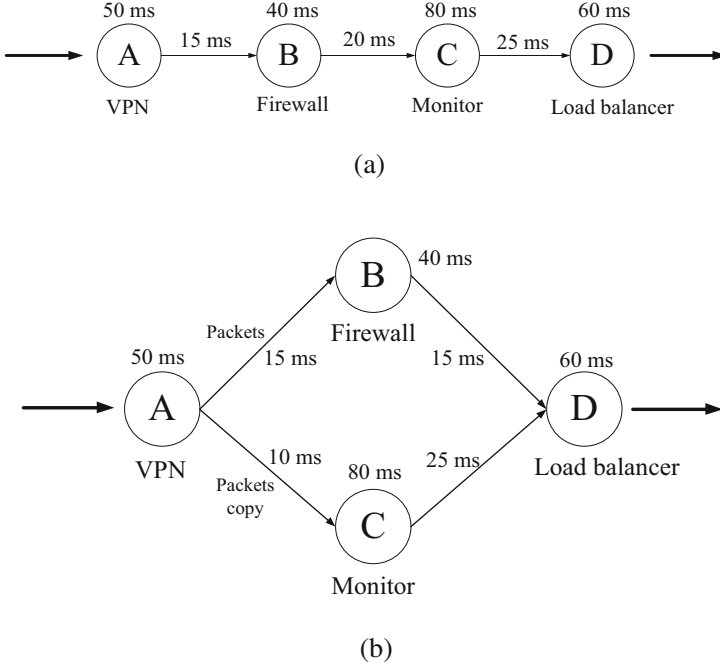 50 ms 40 ms 80 ms 60 ms
A 15 ms B 20 ms C 25 ms D
VPN Firewall Monitor Load balancer
(a)
B 40 ms
Packets Firewall
50 ms 15 ms 15 ms 60 ms
A D
VPN 10 ms 80 ms 25 ms Load balancer
Packets
copy
C
Monitor
(b)